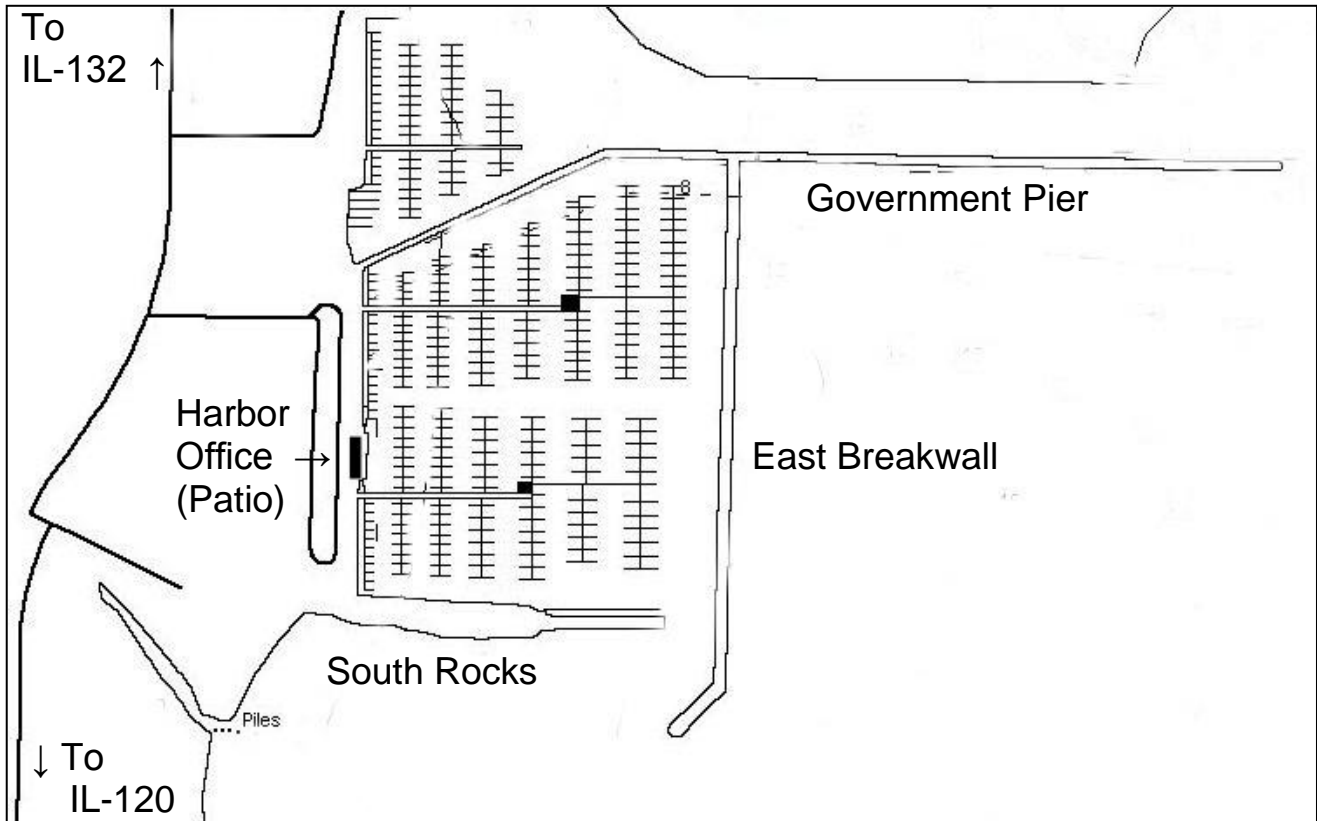 To
IL-132 ↑
Government Pier
Harbor
Office →
(Patio)
East Breakwall
South Rocks
Piles
↓ To
IL-120